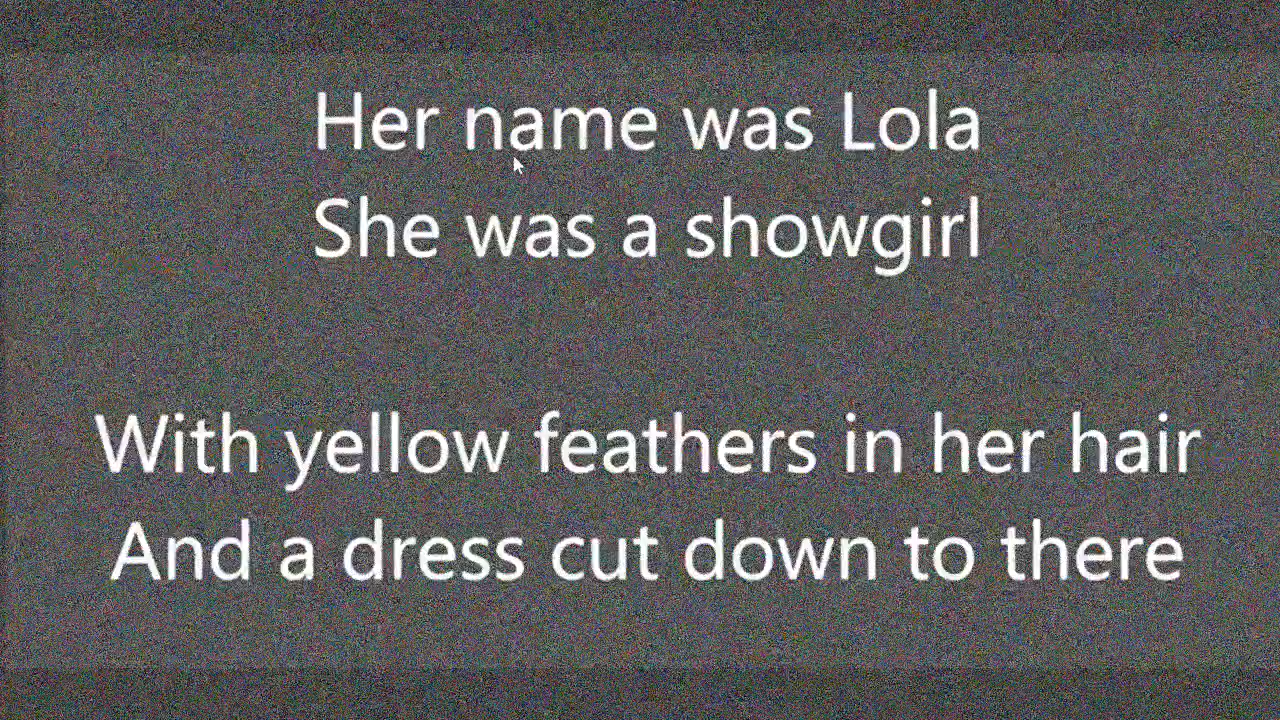 Her name was Lola
She was a showgirl
With yellow feathers in her hair
And a dress cut down to there